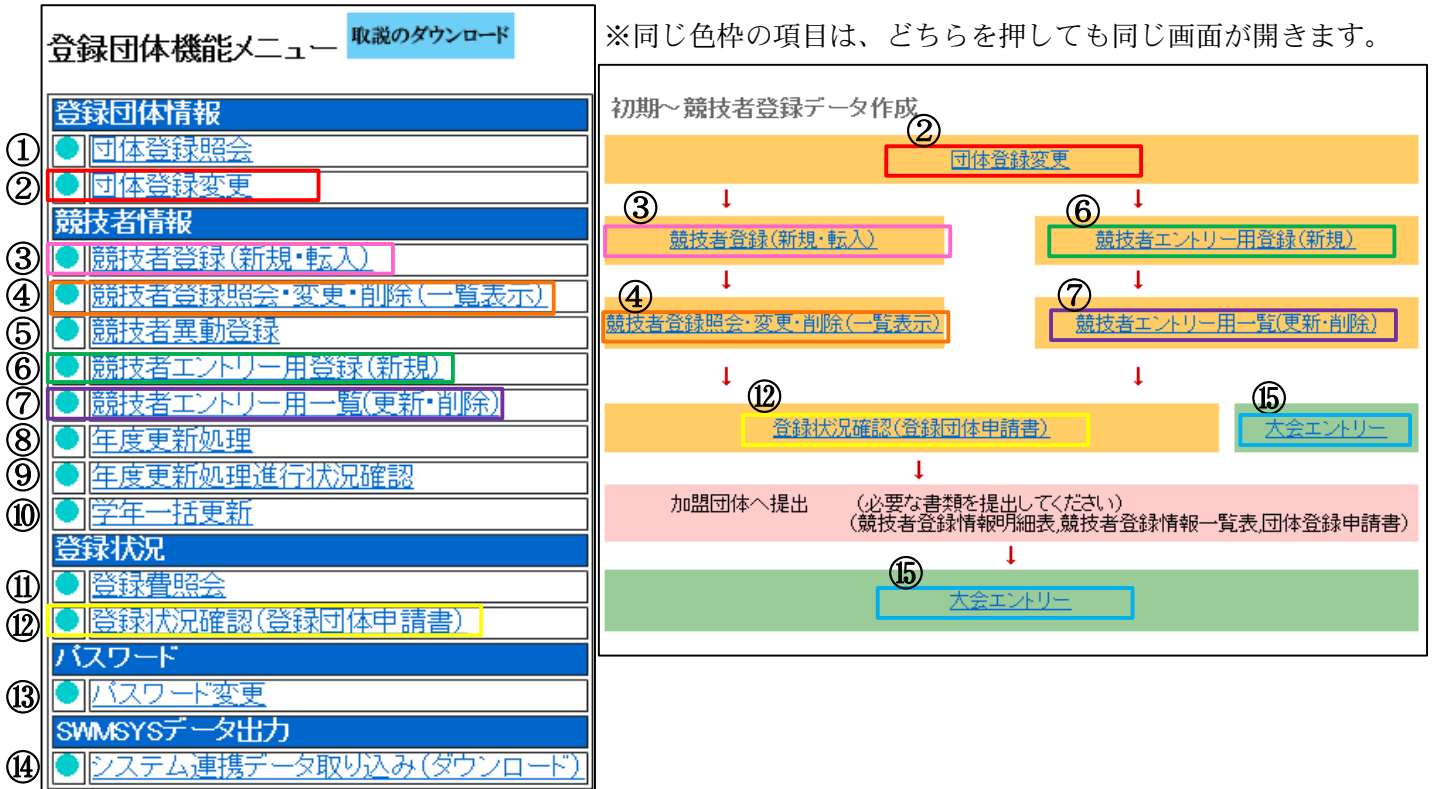 登録団体機能メニュー 取説のダウンロード
登録団体情報
① 団体登録照会
② 団体登録変更
競技者情報
③ 競技者登録(新規・転入)
④ 競技者登録照会・変更・削除(一覧表示)
⑤ 競技者異動登録
⑥ 競技者エントリー用登録(新規)
⑦ 競技者エントリー用一覧(更新・削除)
⑧ 年度更新処理
⑨ 年度更新処理進行状況確認
⑩ 学年一括更新
登録状況
⑪ 登録費照会
⑫ 登録状況確認(登録団体申請書)
パスワード
⑬ パスワード変更
SWMSYSデータ出力
⑭ システム連携データ取り込み(ダウンロード)
※同じ色枠の項目は、どちらを押しても同じ画面が開きます。
初期~競技者登録データ作成
②
団体登録変更
↓ ↓
③ ⑥
競技者登録(新規・転入) 競技者エントリー用登録(新規)
↓ ↓
④ ⑦
競技者登録照会・変更・削除(一覧表示) 競技者エントリー用一覧(更新・削除)
↓ ↓
⑫ ⑮
登録状況確認(登録団体申請書) 大会エントリー
↓
加盟団体へ提出 (必要な書類を提出してください)
(競技者登録情報明細表,競技者登録情報一覧表,団体登録申請書)
↓
⑮
大会エントリー